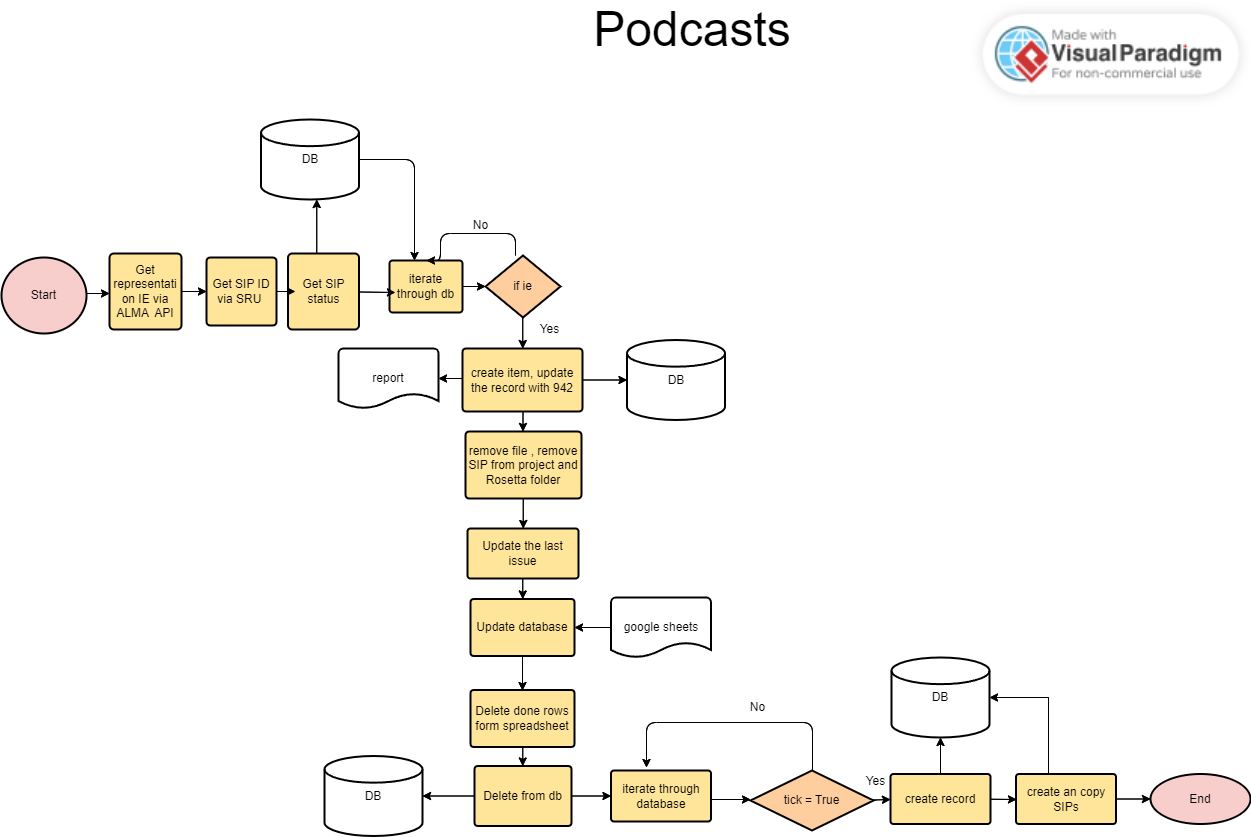 Podcasts
Made with
VisualParadigm
For non-commercial use
DB
No
Start
Get
representati
on IE via
ALMA API
Get SIP ID
via SRU
Get SIP
status
iterate
through db
if ie
Yes
report
create item, update
the record with 942
DB
remove file , remove
SIP from project and
Rosetta folder
Update the last
issue
Update database
google sheets
Delete done rows
form spreadsheet
DB
No
DB
Delete from db
iterate through
database
tick = True
Yes
create record
create an copy
SIPs
End